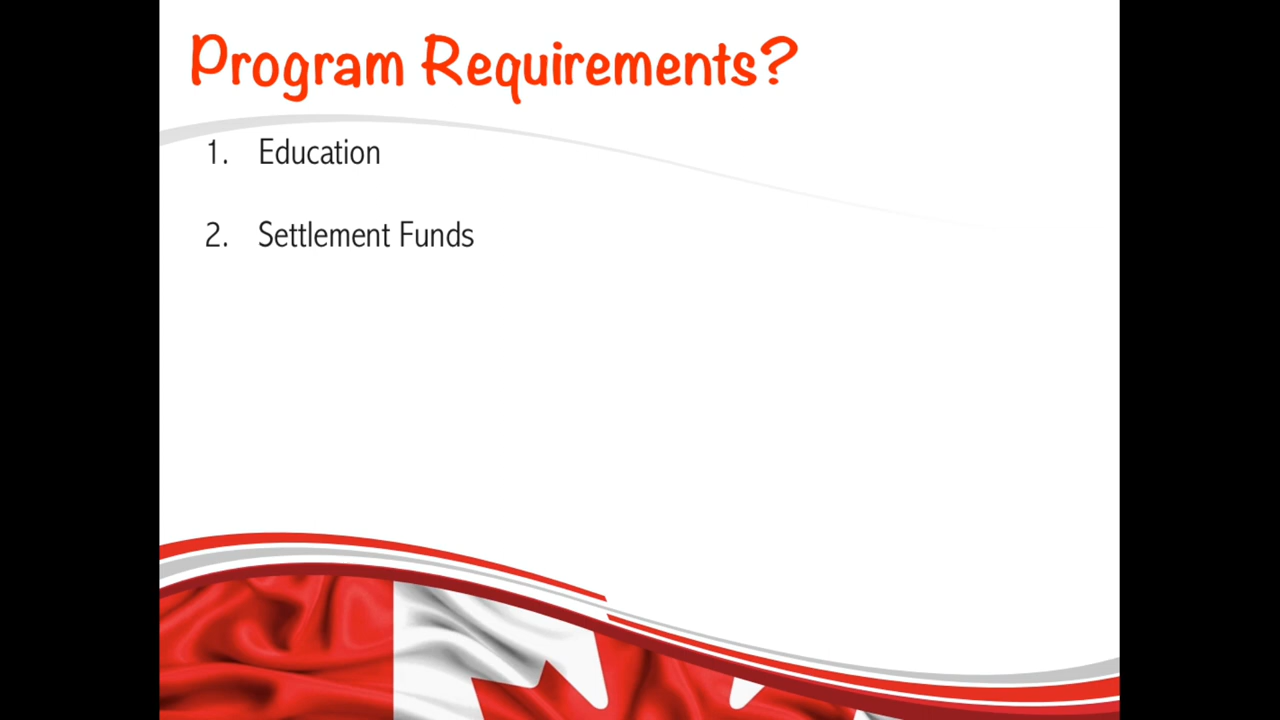 Program Requirements?
1. Education
2. Settlement Funds